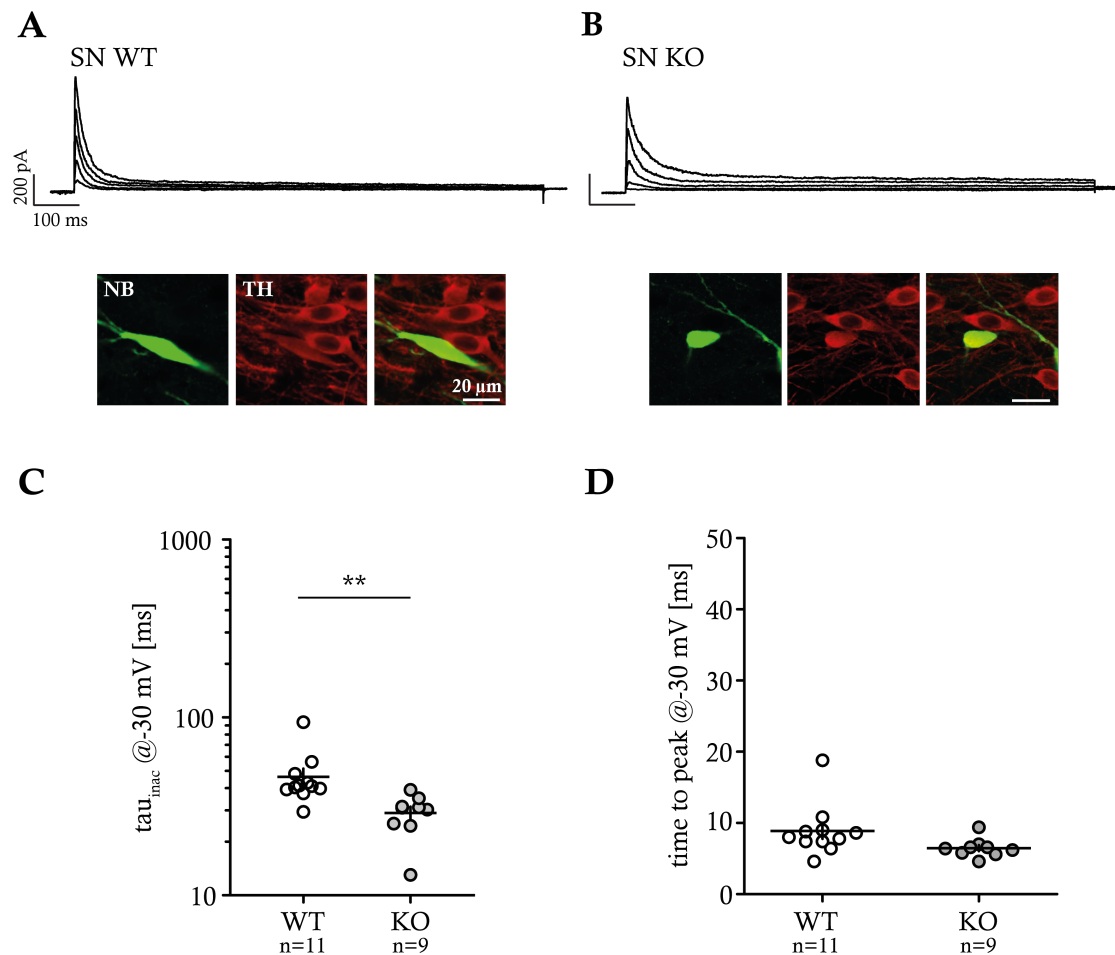 A
SN WT
200 pA
100 ms
B
SN KO
NB
TH
20 µm
C
tauinac @-30 mV [ms]
1000
100
10
**
WT
n=11
KO
n=9
D
time to peak @-30 mV [ms]
50
40
30
20
10
0
WT
n=11
KO
n=9